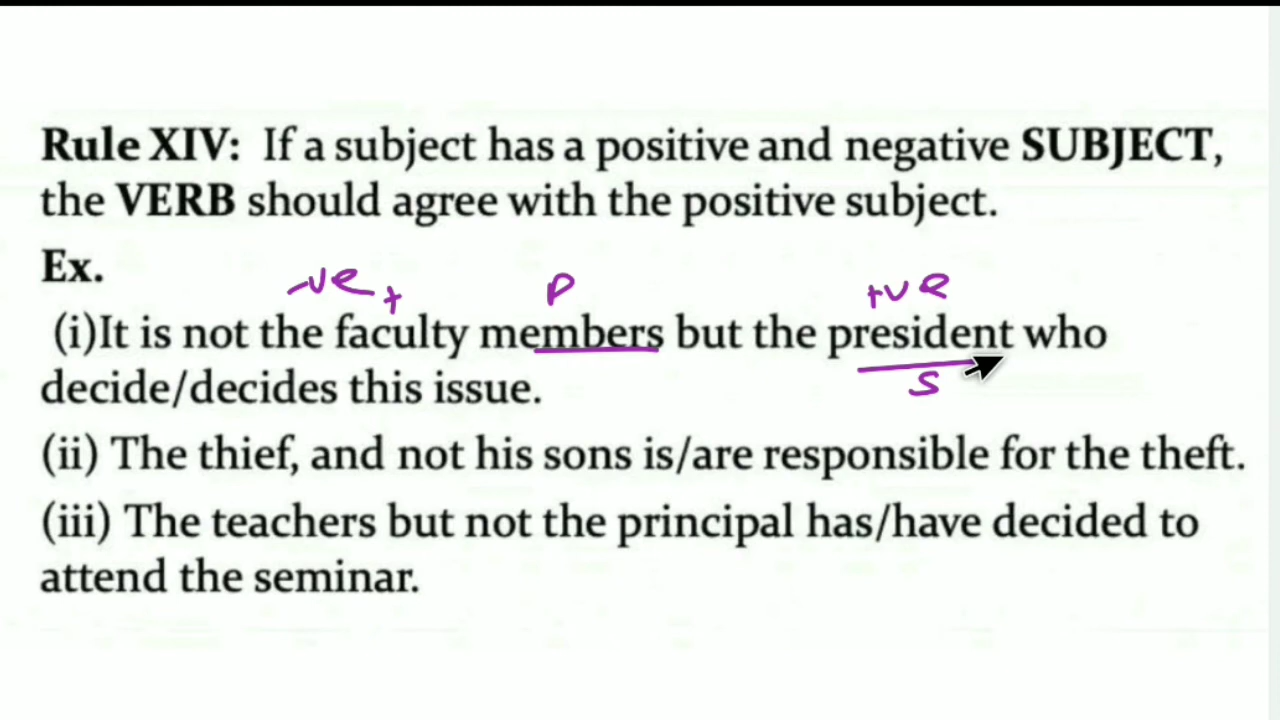 Rule XIV: If a subject has a positive and negative SUBJECT,
the VERB should agree with the positive subject.
Ex.
-ve + P +ve
(i)It is not the faculty members but the president who
S
decide/decides this issue.
(ii) The thief, and not his sons is/are responsible for the theft.
(iii) The teachers but not the principal has/have decided to
attend the seminar.